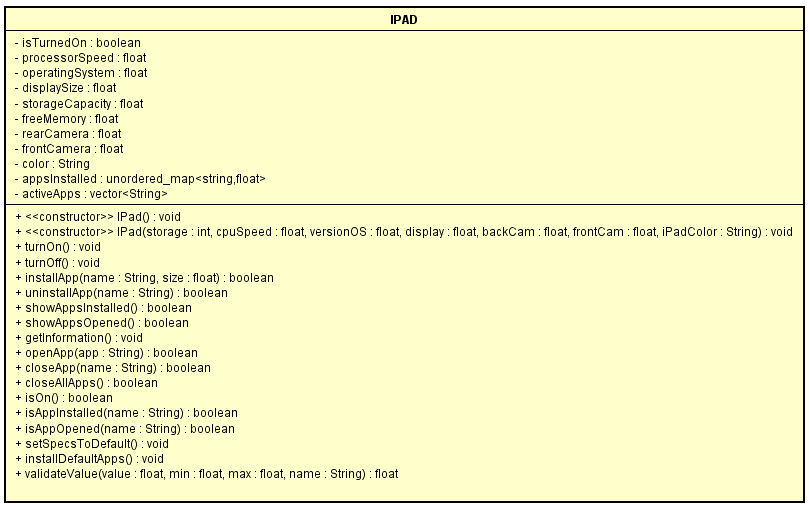 IPAD
- isTurnedOn : boolean
- processorSpeed : float
- operatingSystem : float
- displaySize : float
- storageCapacity : float
- freeMemory : float
- rearCamera : float
- frontCamera : float
- color : String
- appsInstalled : unordered_map<string,float>
- activeApps : vector<String>
+ <<constructor>> IPad() : void
+ <<constructor>> IPad(storage : int, cpuSpeed : float, versionOS : float, display : float, backCam : float, frontCam : float, iPadColor : String) : void
+ turnOn() : void
+ turnOff() : void
+ installApp(name : String, size : float) : boolean
+ uninstallApp(name : String) : boolean
+ showAppsInstalled() : boolean
+ showAppsOpened() : boolean
+ getInformation() : void
+ openApp(app : String) : boolean
+ closeApp(name : String) : boolean
+ closeAllApps() : boolean
+ isOn() : boolean
+ isAppInstalled(name : String) : boolean
+ isAppOpened(name : String) : boolean
+ setSpecsToDefault() : void
+ installDefaultApps() : void
+ validateValue(value : float, min : float, max : float, name : String) : float